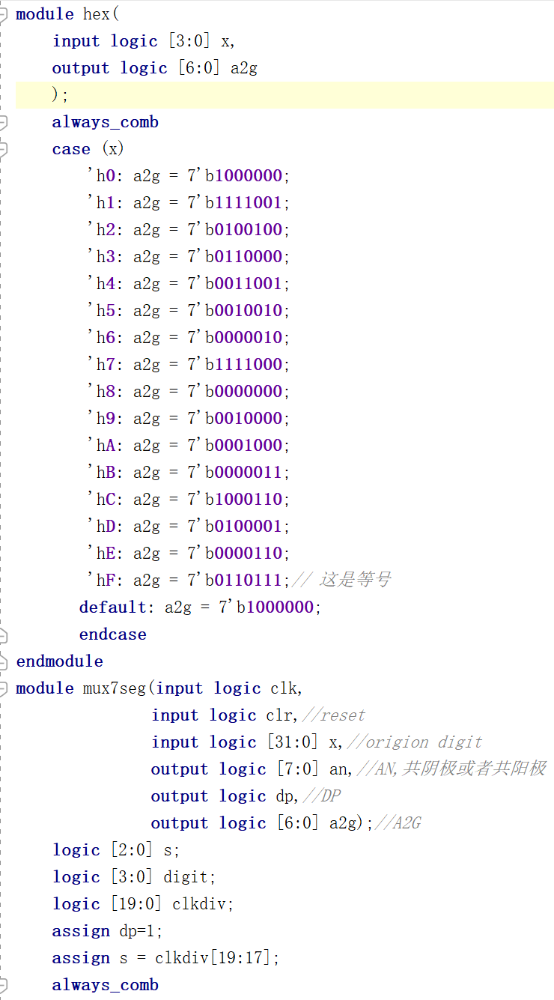 module hex(
input logic [3:0] x,
output logic [6:0] a2g
);
always_comb
case (x)
'h0: a2g = 7'b1000000;
'h1: a2g = 7'b1111001;
'h2: a2g = 7'b0100100;
'h3: a2g = 7'b0110000;
'h4: a2g = 7'b0011001;
'h5: a2g = 7'b0010010;
'h6: a2g = 7'b0000010;
'h7: a2g = 7'b1111000;
'h8: a2g = 7'b0000000;
'h9: a2g = 7'b0010000;
'hA: a2g = 7'b0001000;
'hB: a2g = 7'b0000011;
'hC: a2g = 7'b1000110;
'hD: a2g = 7'b0100001;
'hE: a2g = 7'b0000110;
'hF: a2g = 7'b0110111;// 这是等号
default: a2g = 7'b1000000;
endcase
endmodule
module mux7seg(input logic clk,
input logic clr,//reset
input logic [31:0] x,//origion digit
output logic [7:0] an,//AN,共阴极或者共阳极
output logic dp,//DP
output logic [6:0] a2g);//A2G
logic [2:0] s;
logic [3:0] digit;
logic [19:0] clkdiv;
assign dp=1;
assign s = clkdiv[19:17];
always_comb